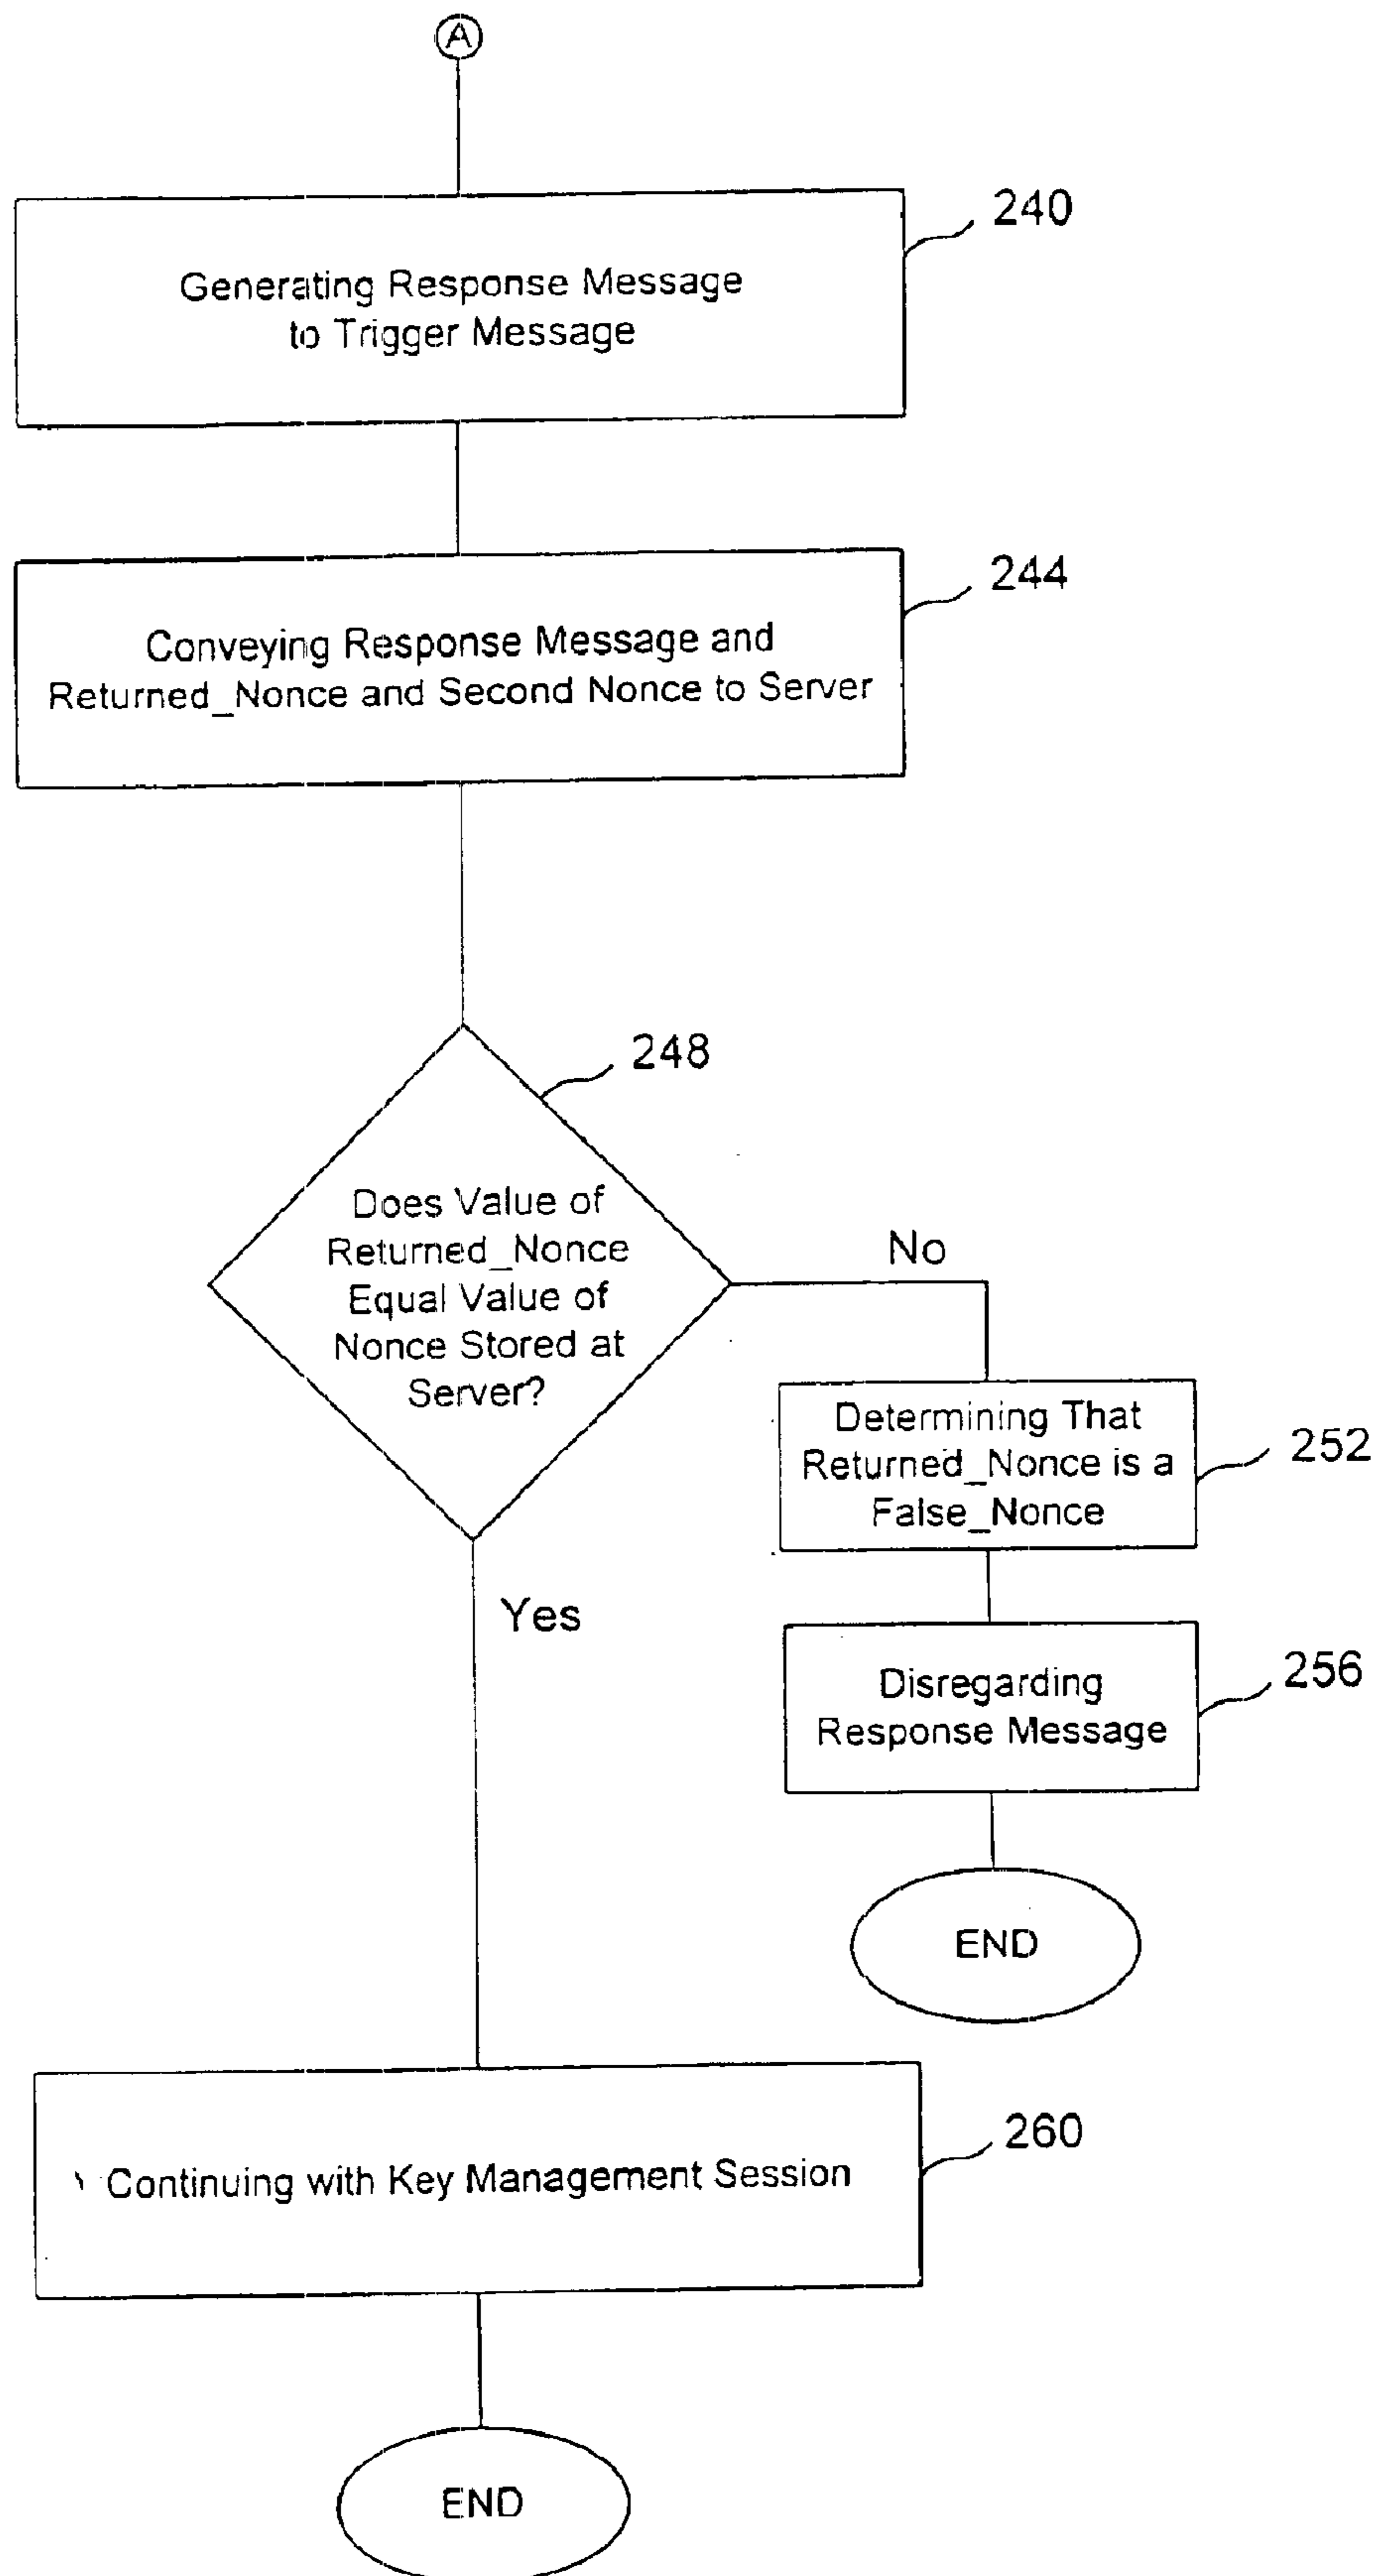 A
240
Generating Response Message
to Trigger Message
244
Conveying Response Message and
Returned_Nonce and Second Nonce to Server
248
Does Value of
Returned_Nonce
Equal Value of
Nonce Stored at
Server?
No
Determining That
Returned_Nonce is a
False_Nonce
252
Yes
Disregarding
Response Message
256
END
260
Continuing with Key Management Session
END